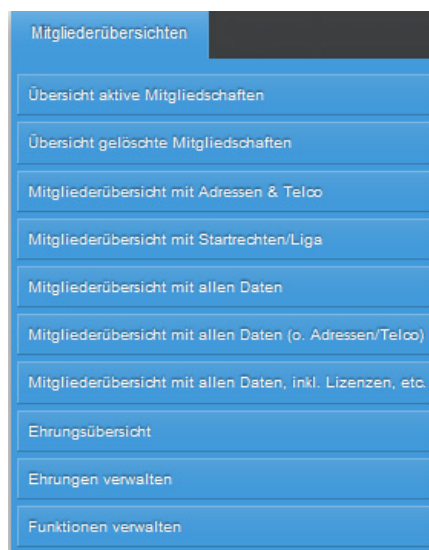 Mitgliederübersichten
Übersicht aktive Mitgliedschaften
Übersicht gelöschte Mitgliedschaften
Mitgliederübersicht mit Adressen & Telco
Mitgliederübersicht mit Startrechten/Liga
Mitgliederübersicht mit allen Daten
Mitgliederübersicht mit allen Daten (o. Adressen/Telco)
Mitgliederübersicht mit allen Daten, inkl. Lizenzen, etc.
Ehrungsübersicht
Ehrungen verwalten
Funktionen verwalten